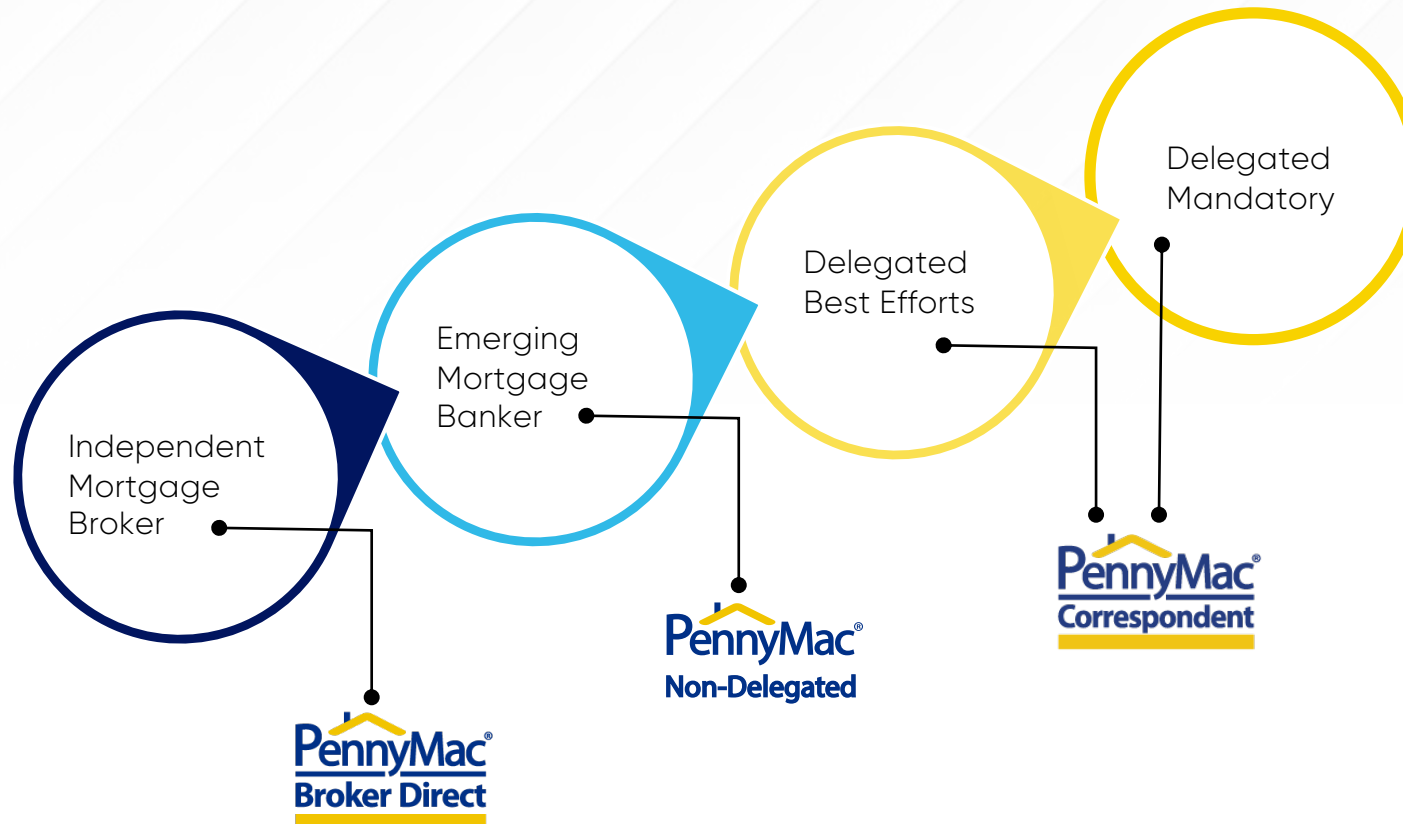 Independent
Mortgage
Broker
Emerging
Mortgage
Banker
Delegated
Best Efforts
Delegated
Mandatory
PennyMac®
Broker Direct
PennyMac®
Non-Delegated
PennyMac®
Correspondent